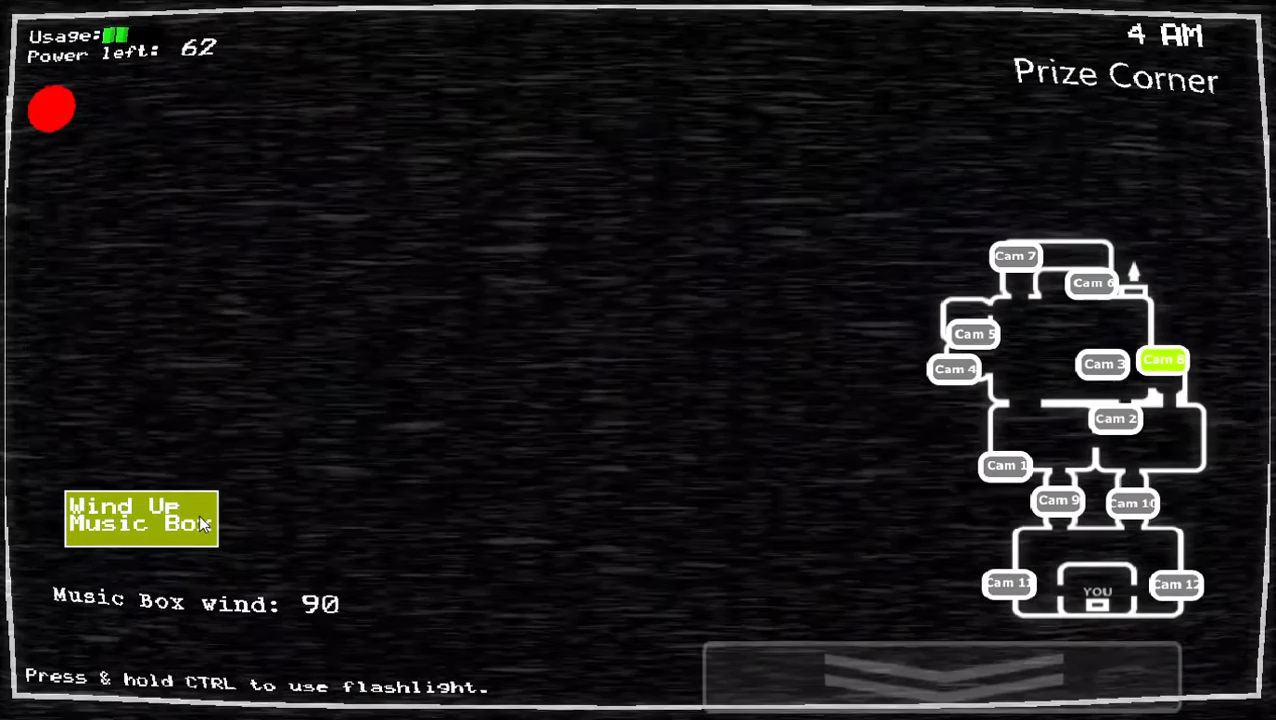 Usage:
Power left: 62
4 AM
Prize Corner
Cam 7
Cam 6
Cam 5
Cam 8
Cam 3
Cam 4
Cam 2
Cam 1
Cam 9
Cam 10
Cam 11
Cam 12
YOU
Wind Up
Music Box
Music Box wind: 90
Press & hold CTRL to use flashlight.